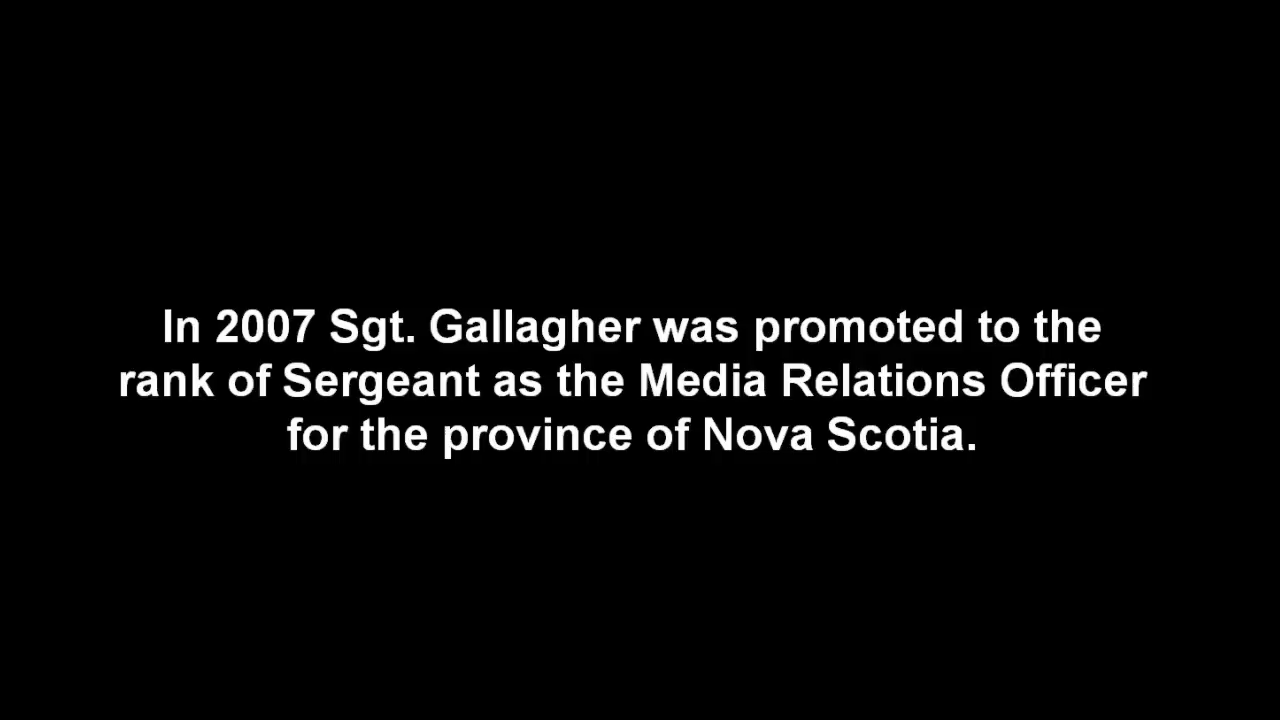 In 2007 Sgt. Gallagher was promoted to the
rank of Sergeant as the Media Relations Officer
for the province of Nova Scotia.